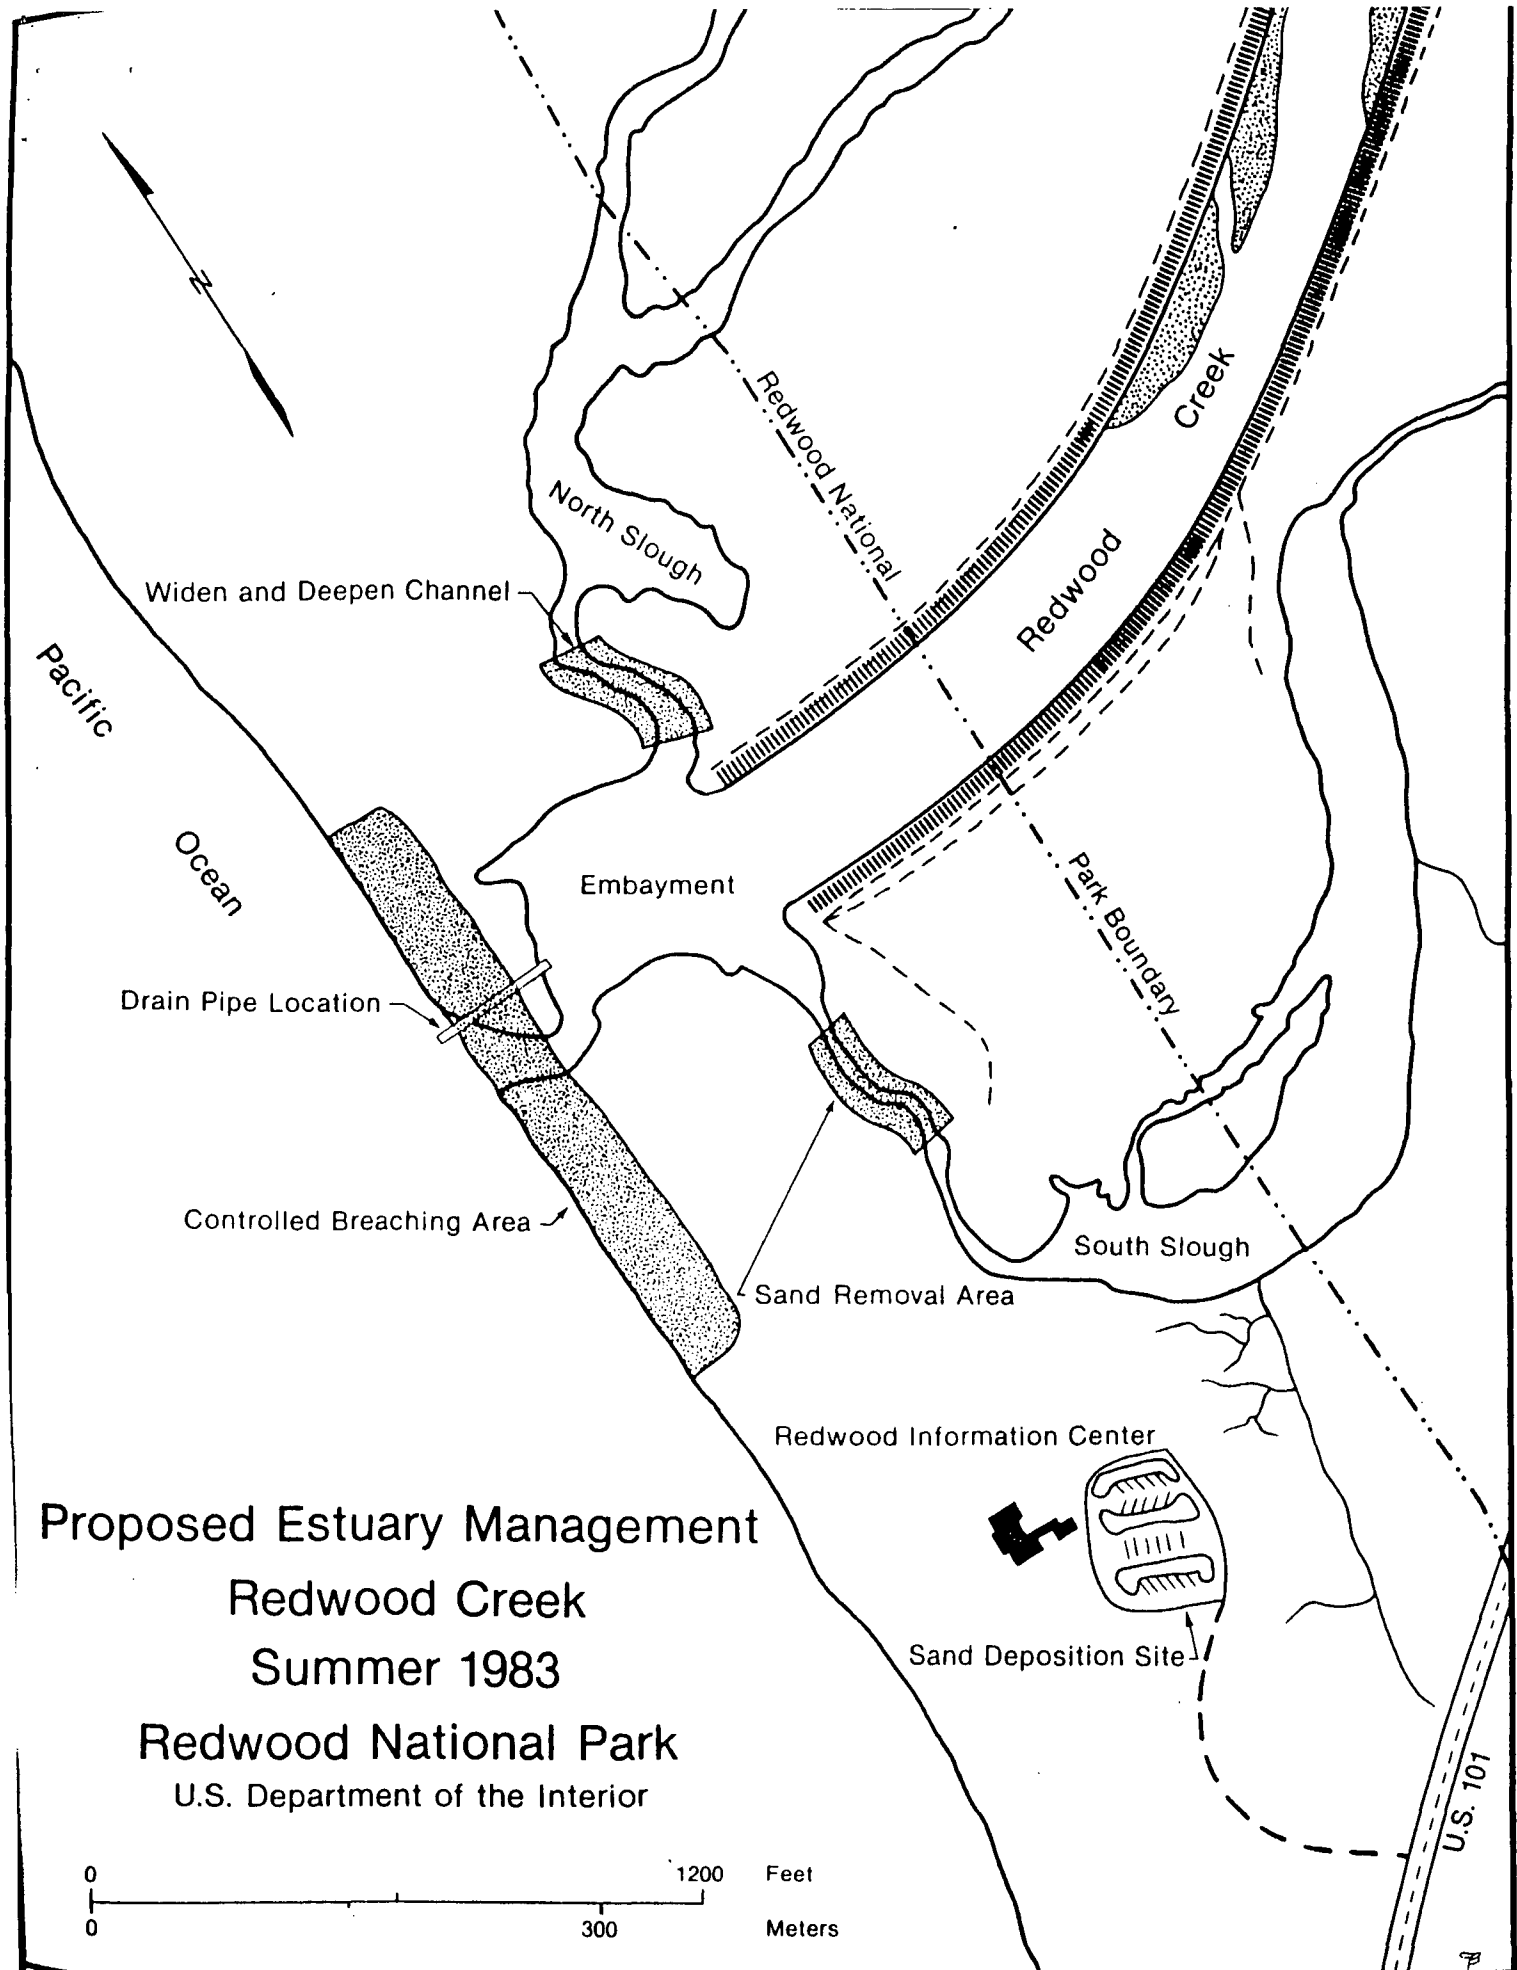 N
Redwood National
Creek
Redwood
North Slough
Widen and Deepen Channel
Pacific
Ocean
Embayment
Park Boundary
Drain Pipe Location
Controlled Breaching Area
South Slough
Sand Removal Area
Redwood Information Center
Sand Deposition Site
U.S. 101
Proposed Estuary Management
Redwood Creek
Summer 1983
Redwood National Park
U.S. Department of the Interior
0 1200 Feet
0 300 Meters